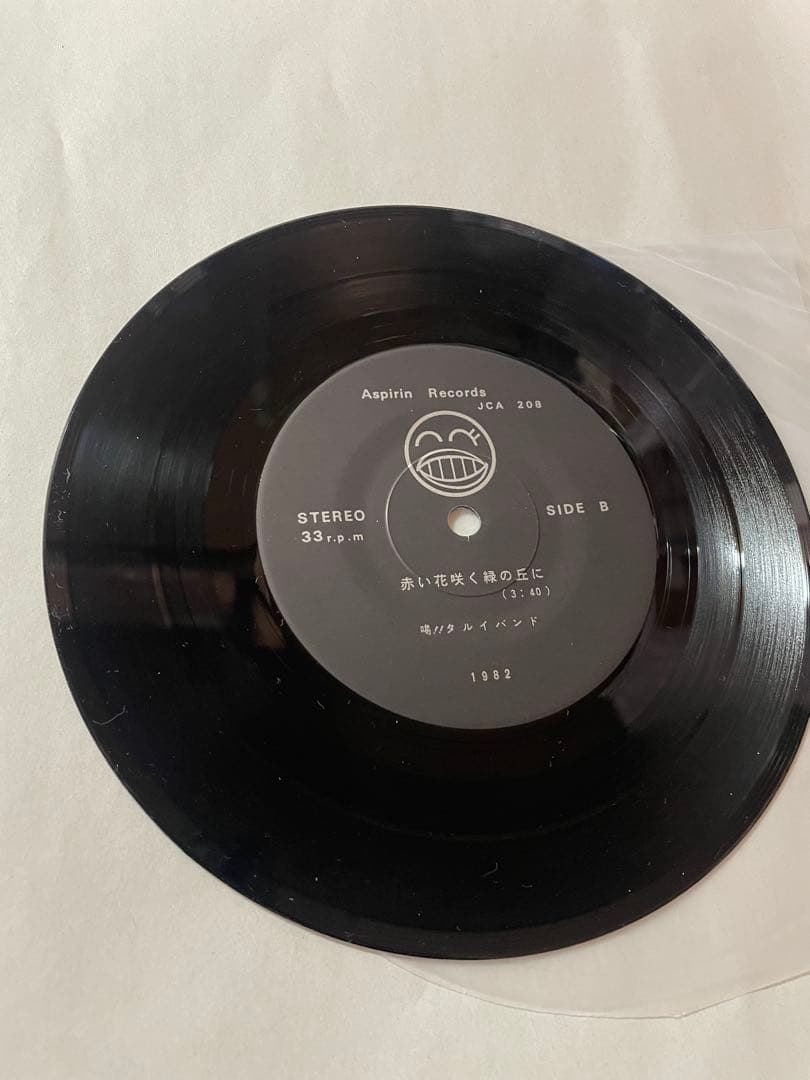 Aspirin Records
JCA 208
STEREO
33 r.p.m
SIDE B
赤い花咲く緑の丘に
(3:40)
喝!!タルイバンド
1982